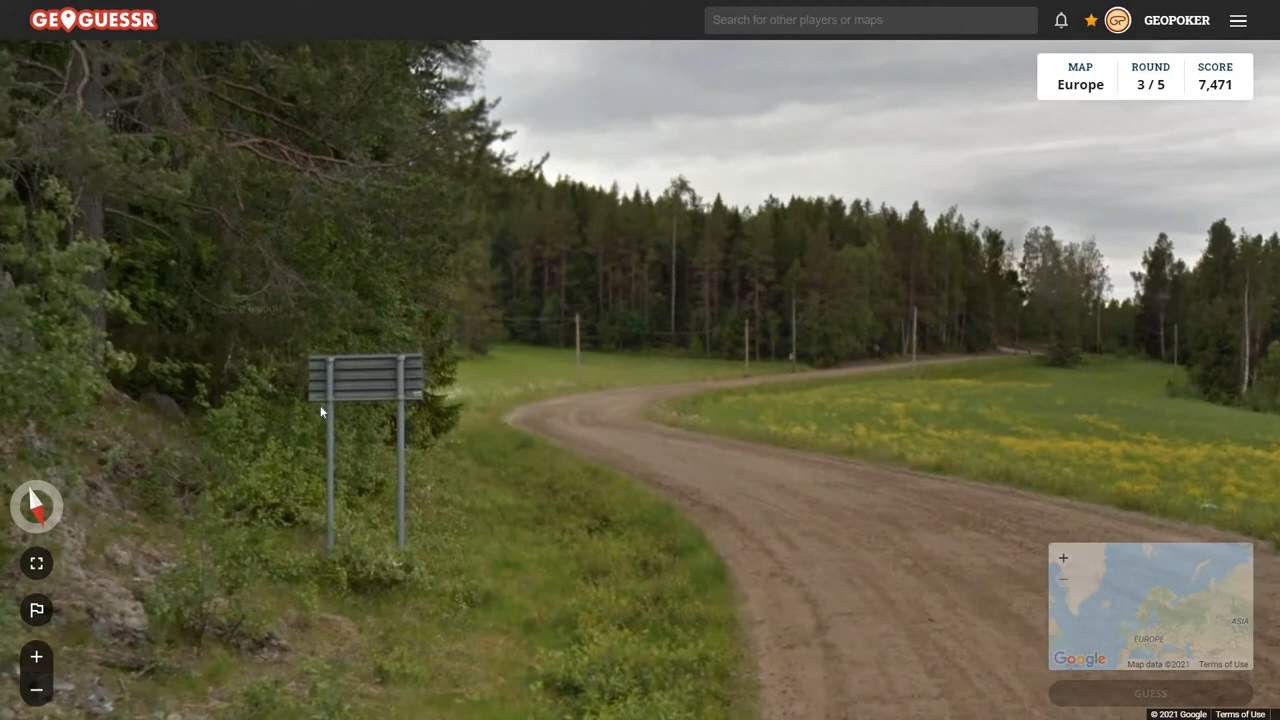 GEOGUESSR
Search for other players or maps
GP
GEOPOKER
MAP
Europe
ROUND
3 / 5
SCORE
7,471
+
−
ASIA
EUROPE
Google
Map data ©2021
Terms of Use
GUESS
+
−
© 2021 Google
Terms of Use